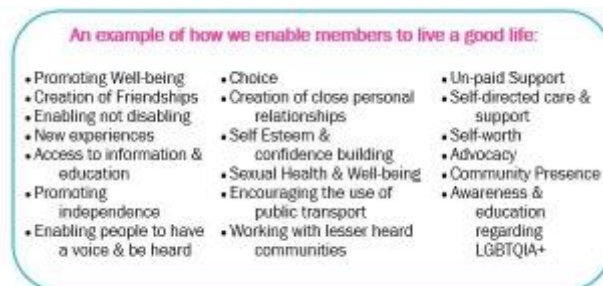 An example of how we enable members to live a good life:
• Promoting Well-being
• Creation of Friendships
• Enabling not disabling
• New experiences
• Access to information &
education
• Promoting
independence
• Enabling people to have
a voice & be heard
• Choice
• Creation of close personal
relationships
• Self Esteem &
confidence building
• Sexual Health & Well-being
• Encouraging the use of
public transport
• Working with lesser heard
communities
• Un-paid Support
• Self-directed care &
support
• Self-worth
• Advocacy
• Community Presence
• Awareness &
education
regarding
LGBTQIA+